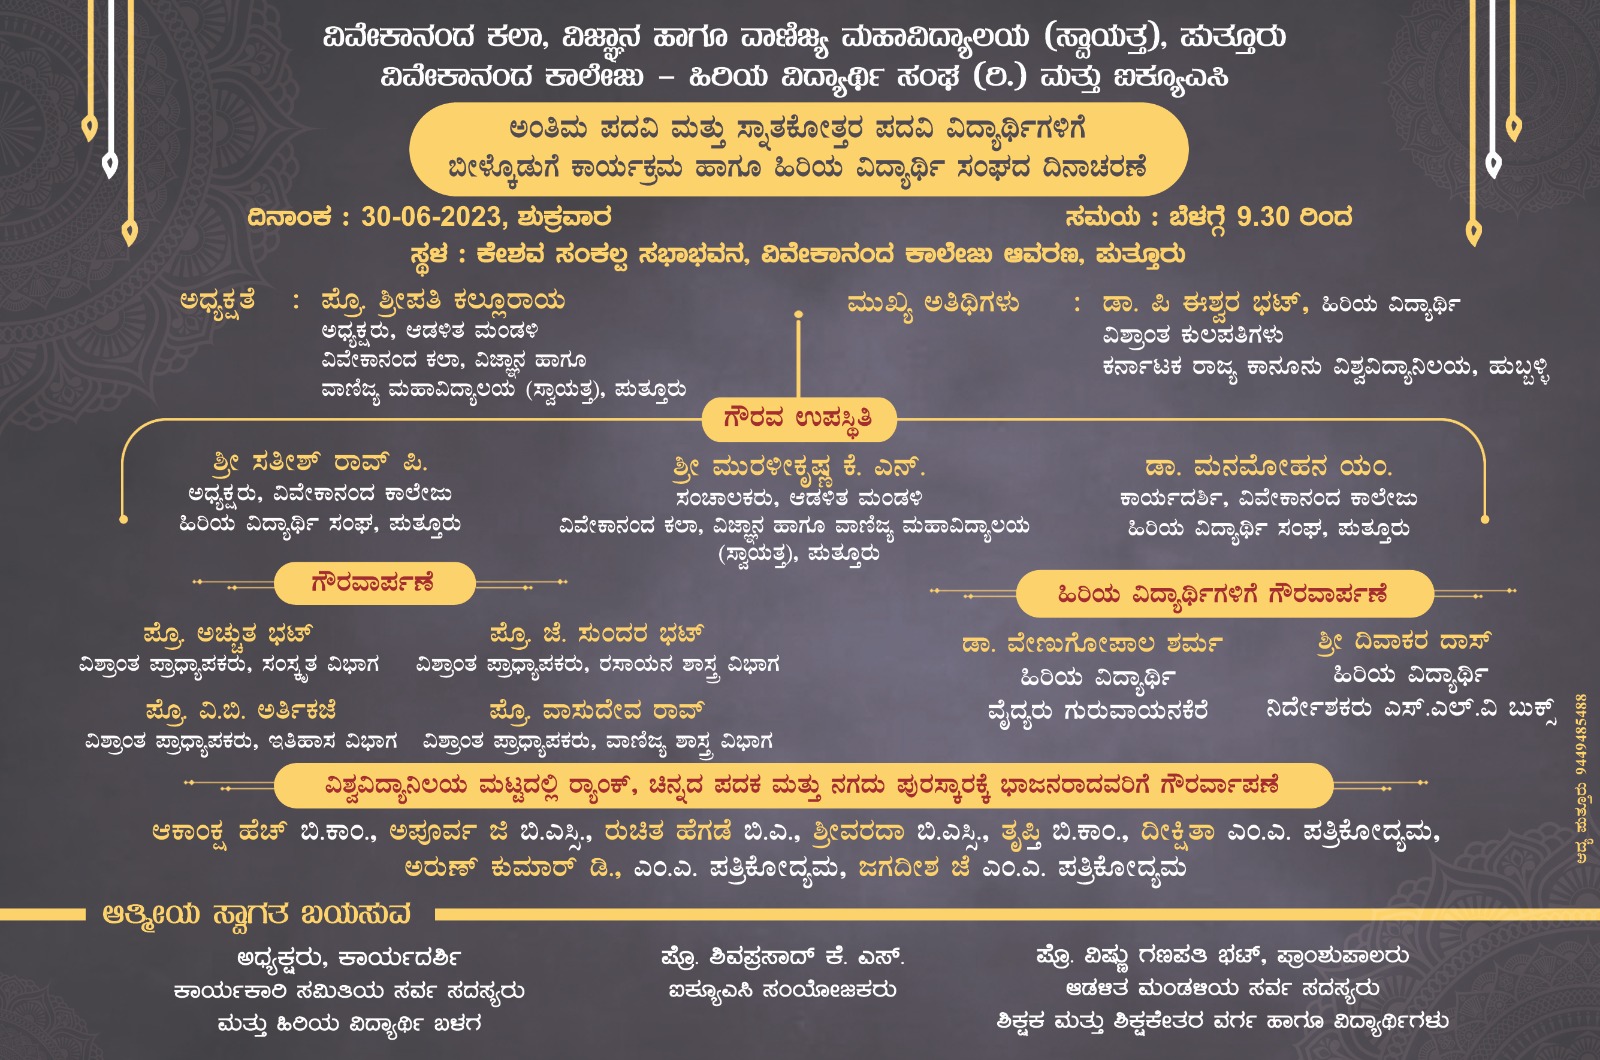 ವಿವೇಕಾನಂದ ಕಲಾ, ವಿಜ್ಞಾನ ಹಾಗೂ ವಾಣಿಜ್ಯ ಮಹಾವಿದ್ಯಾಲಯ (ಸ್ವಾಯತ್ತ), ಪುತ್ತೂರು
ವಿವೇಕಾನಂದ ಕಾಲೇಜು – ಹಿರಿಯ ವಿದ್ಯಾರ್ಥಿ ಸಂಘ (ರಿ.) ಮತ್ತು ಐಕ್ಯೂಎಸಿ
ಅಂತಿಮ ಪದವಿ ಮತ್ತು ಸ್ನಾತಕೋತ್ತರ ಪದವಿ ವಿದ್ಯಾರ್ಥಿಗಳಿಗೆ
ಬೀಳ್ಕೊಡುಗೆ ಕಾರ್ಯಕ್ರಮ ಹಾಗೂ ಹಿರಿಯ ವಿದ್ಯಾರ್ಥಿ ಸಂಘದ ದಿನಾಚರಣೆ
ದಿನಾಂಕ : 30-06-2023, ಶುಕ್ರವಾರ ಸಮಯ : ಬೆಳಗ್ಗೆ 9.30 ರಿಂದ
ಸ್ಥಳ : ಕೇಶವ ಸಂಕಲ್ಪ ಸಭಾಭವನ, ವಿವೇಕಾನಂದ ಕಾಲೇಜು ಆವರಣ, ಪುತ್ತೂರು
ಅಧ್ಯಕ್ಷತೆ : ಪ್ರೊ. ಶ್ರೀಪತಿ ಕಲ್ಲೂರಾಯ
ಅಧ್ಯಕ್ಷರು, ಆಡಳಿತ ಮಂಡಳಿ
ವಿವೇಕಾನಂದ ಕಲಾ, ವಿಜ್ಞಾನ ಹಾಗೂ
ವಾಣಿಜ್ಯ ಮಹಾವಿದ್ಯಾಲಯ (ಸ್ವಾಯತ್ತ), ಪುತ್ತೂರು
ಮುಖ್ಯ ಅತಿಥಿಗಳು : ಡಾ. ಪಿ ಈಶ್ವರ ಭಟ್, ಹಿರಿಯ ವಿದ್ಯಾರ್ಥಿ
ವಿಶ್ರಾಂತ ಕುಲಪತಿಗಳು
ಕರ್ನಾಟಕ ರಾಜ್ಯ ಕಾನೂನು ವಿಶ್ವವಿದ್ಯಾನಿಲಯ, ಹುಬ್ಬಳ್ಳಿ
ಗೌರವ ಉಪಸ್ಥಿತಿ
ಶ್ರೀ ಸತೀಶ್ ರಾವ್ ಪಿ.
ಅಧ್ಯಕ್ಷರು, ವಿವೇಕಾನಂದ ಕಾಲೇಜು
ಹಿರಿಯ ವಿದ್ಯಾರ್ಥಿ ಸಂಘ, ಪುತ್ತೂರು
ಶ್ರೀ ಮುರಳೀಕೃಷ್ಣ ಕೆ. ಎನ್.
ಸಂಚಾಲಕರು, ಆಡಳಿತ ಮಂಡಳಿ
ವಿವೇಕಾನಂದ ಕಲಾ, ವಿಜ್ಞಾನ ಹಾಗೂ ವಾಣಿಜ್ಯ ಮಹಾವಿದ್ಯಾಲಯ
(ಸ್ವಾಯತ್ತ), ಪುತ್ತೂರು
ಡಾ. ಮನಮೋಹನ ಯಂ.
ಕಾರ್ಯದರ್ಶಿ, ವಿವೇಕಾನಂದ ಕಾಲೇಜು
ಹಿರಿಯ ವಿದ್ಯಾರ್ಥಿ ಸಂಘ, ಪುತ್ತೂರು
ಗೌರವಾರ್ಪಣೆ
ಪ್ರೊ. ಅಚ್ಚುತ ಭಟ್ ಪ್ರೊ. ಜೆ. ಸುಂದರ ಭಟ್
ವಿಶ್ರಾಂತ ಪ್ರಾಧ್ಯಾಪಕರು, ಸಂಸ್ಕೃತ ವಿಭಾಗ ವಿಶ್ರಾಂತ ಪ್ರಾಧ್ಯಾಪಕರು, ರಸಾಯನ ಶಾಸ್ತ್ರ ವಿಭಾಗ
ಪ್ರೊ. ವಿ.ಬಿ. ಅರ್ತಿಕಜೆ ಪ್ರೊ. ವಾಸುದೇವ ರಾವ್
ವಿಶ್ರಾಂತ ಪ್ರಾಧ್ಯಾಪಕರು, ಇತಿಹಾಸ ವಿಭಾಗ ವಿಶ್ರಾಂತ ಪ್ರಾಧ್ಯಾಪಕರು, ವಾಣಿಜ್ಯ ಶಾಸ್ತ್ರ ವಿಭಾಗ
ಹಿರಿಯ ವಿದ್ಯಾರ್ಥಿಗಳಿಗೆ ಗೌರವಾರ್ಪಣೆ
ಡಾ. ವೇಣುಗೋಪಾಲ ಶರ್ಮ
ಹಿರಿಯ ವಿದ್ಯಾರ್ಥಿ
ವೈದ್ಯರು ಗುರುವಾಯನಕೆರೆ
ಶ್ರೀ ದಿವಾಕರ ದಾಸ್
ಹಿರಿಯ ವಿದ್ಯಾರ್ಥಿ
ನಿರ್ದೇಶಕರು ಎಸ್.ಎಲ್.ವಿ ಬುಕ್ಸ್
ವಿಶ್ವವಿದ್ಯಾನಿಲಯ ಮಟ್ಟದಲ್ಲಿ ರ‍್ಯಾಂಕ್, ಚಿನ್ನದ ಪದಕ ಮತ್ತು ನಗದು ಪುರಸ್ಕಾರಕ್ಕೆ ಭಾಜನರಾದವರಿಗೆ ಗೌರರ್ವಾಪಣೆ
ಆಕಾಂಕ್ಷ ಹೆಚ್ ಬಿ.ಕಾಂ., ಅಪೂರ್ವ ಜಿ ಬಿ.ಎಸ್ಸಿ., ರುಚಿತ ಹೆಗಡೆ ಬಿ.ಎ., ಶ್ರೀವರದಾ ಬಿ.ಎಸ್ಸಿ., ತೃಪ್ತಿ ಬಿ.ಕಾಂ., ದೀಕ್ಷಿತಾ ಎಂ.ಎ. ಪತ್ರಿಕೋದ್ಯಮ,
ಅರುಣ್ ಕುಮಾರ್ ಡಿ., ಎಂ.ಎ. ಪತ್ರಿಕೋದ್ಯಮ, ಜಗದೀಶ ಜೆ ಎಂ.ಎ. ಪತ್ರಿಕೋದ್ಯಮ
ಆತ್ಮೀಯ ಸ್ವಾಗತ ಬಯಸುವ
ಅಧ್ಯಕ್ಷರು, ಕಾರ್ಯದರ್ಶಿ
ಕಾರ್ಯಕಾರಿ ಸಮಿತಿಯ ಸರ್ವ ಸದಸ್ಯರು
ಮತ್ತು ಹಿರಿಯ ವಿದ್ಯಾರ್ಥಿ ಬಳಗ
ಪ್ರೊ. ಶಿವಪ್ರಸಾದ್ ಕೆ. ಎಸ್.
ಐಕ್ಯೂಎಸಿ ಸಂಯೋಜಕರು
ಪ್ರೊ. ವಿಷ್ಣು ಗಣಪತಿ ಭಟ್, ಪ್ರಾಂಶುಪಾಲರು
ಆಡಳಿತ ಮಂಡಳಿಯ ಸರ್ವ ಸದಸ್ಯರು
ಶಿಕ್ಷಕ ಮತ್ತು ಶಿಕ್ಷಕೇತರ ವರ್ಗ ಹಾಗೂ ವಿದ್ಯಾರ್ಥಿಗಳು
ಆದ್ಯ ಪುತ್ತೂರು 9449485488